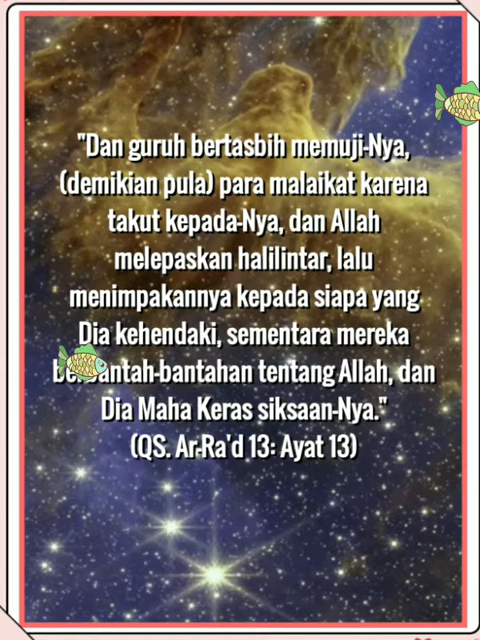 "Dan guruh bertasbih memuji-Nya,
(demikian pula) para malaikat karena
takut kepada-Nya, dan Allah
melepaskan halilintar, lalu
menimpakannya kepada siapa yang
Dia kehendaki, sementara mereka
berbantah-bantahan tentang Allah, dan
Dia Maha Keras siksaan-Nya."
(QS. Ar-Ra'd 13: Ayat 13)